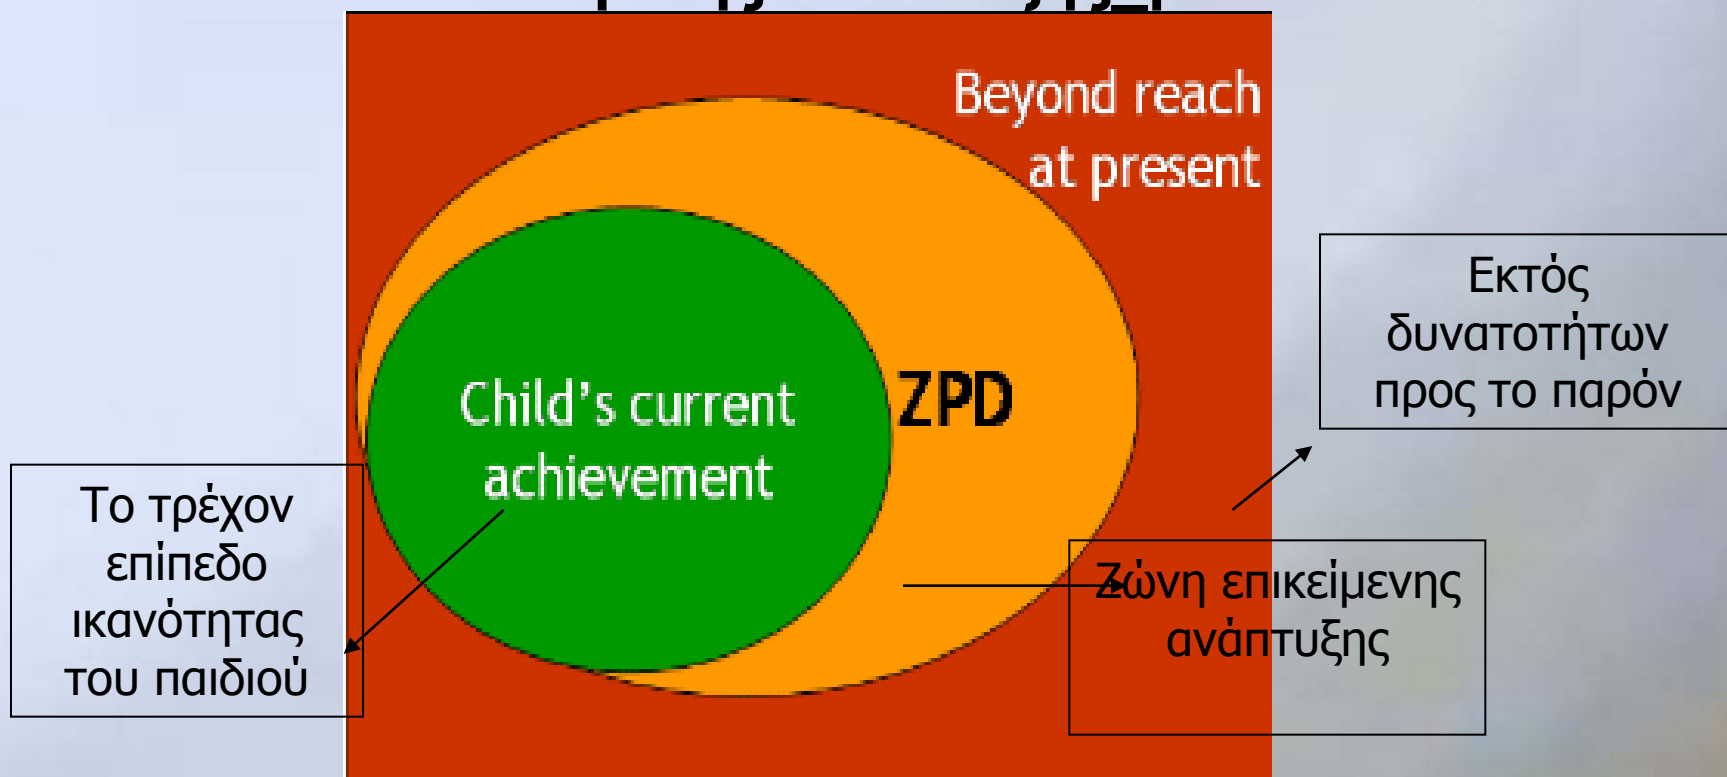 Beyond reach
at present
Εκτός
δυνατοτήτων
προς το παρόν
Child's current
achievement
ZPD
Το τρέχον
επίπεδο
ικανότητας
του παιδιού
Ζώνη επικείμενης
ανάπτυξης